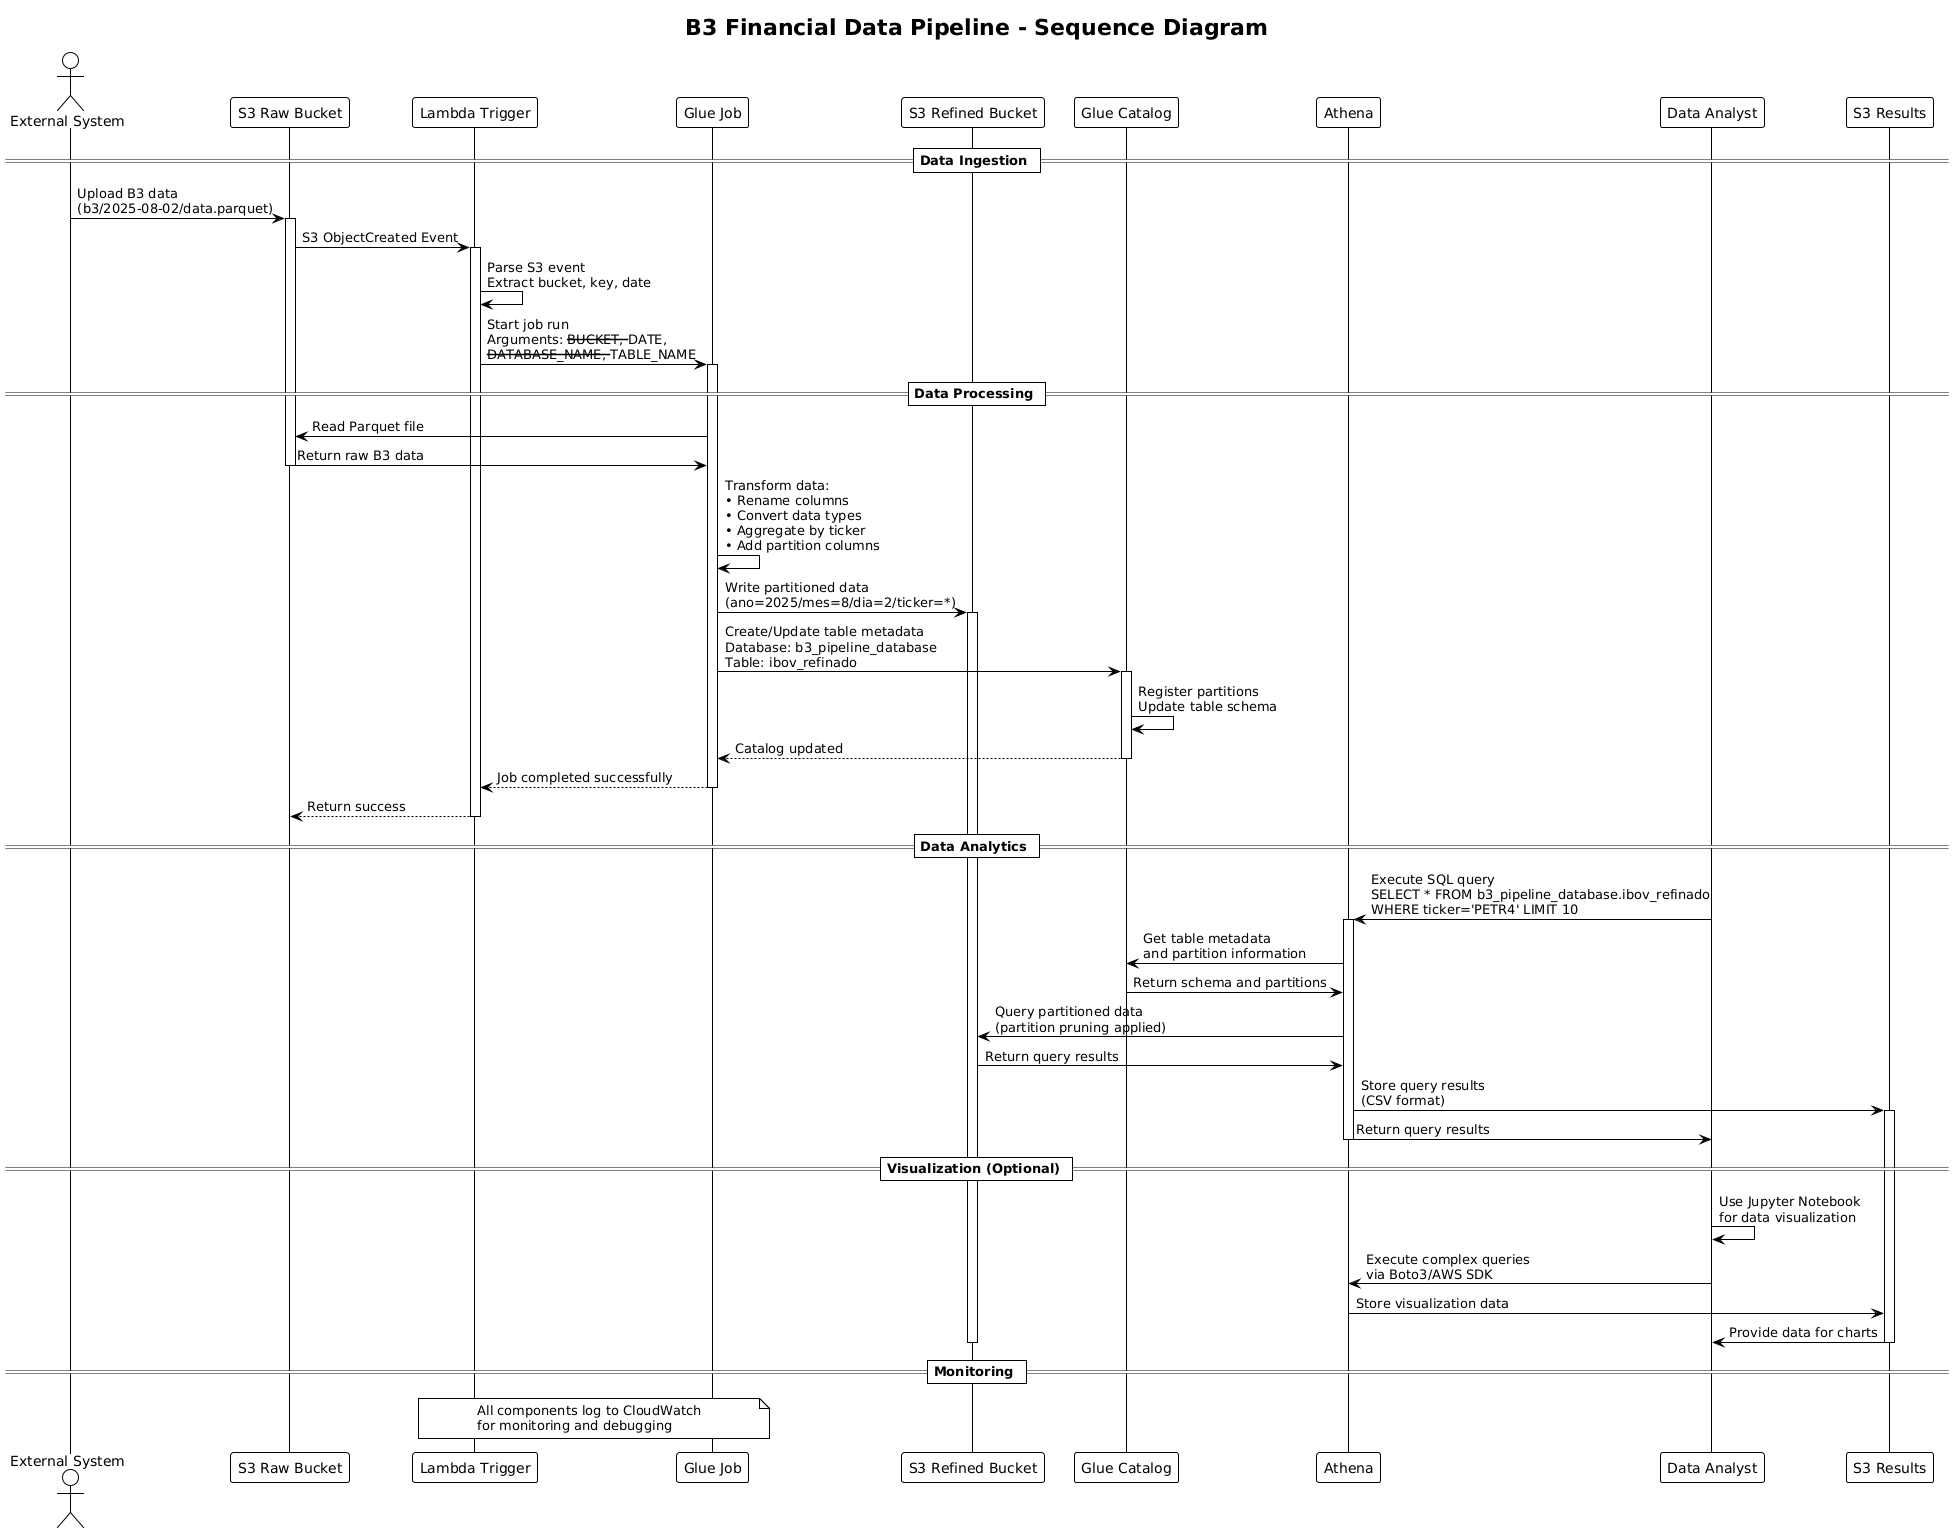 B3 Financial Data Pipeline - Sequence Diagram
External System
S3 Raw Bucket
Lambda Trigger
Glue Job
S3 Refined Bucket
Glue Catalog
Athena
Data Analyst
S3 Results
Data Ingestion
Upload B3 data
(b3/2025-08-02/data.parquet)
S3 ObjectCreated Event
Parse S3 event
Extract bucket, key, date
Start job run
Arguments: BUCKET, DATE,
DATABASE_NAME, TABLE_NAME
Data Processing
Read Parquet file
Return raw B3 data
Transform data:
• Rename columns
• Convert data types
• Aggregate by ticker
• Add partition columns
Write partitioned data
(ano=2025/mes=8/dia=2/ticker=*)
Create/Update table metadata
Database: b3_pipeline_database
Table: ibov_refinado
Register partitions
Update table schema
Catalog updated
Job completed successfully
Return success
Data Analytics
Execute SQL query
SELECT * FROM b3_pipeline_database.ibov_refinado
WHERE ticker='PETR4' LIMIT 10
Get table metadata
and partition information
Return schema and partitions
Query partitioned data
(partition pruning applied)
Return query results
Store query results
(CSV format)
Return query results
Visualization (Optional)
Use Jupyter Notebook
for data visualization
Execute complex queries
via Boto3/AWS SDK
Store visualization data
Provide data for charts
Monitoring
All components log to CloudWatch
for monitoring and debugging
External System
S3 Raw Bucket
Lambda Trigger
Glue Job
S3 Refined Bucket
Glue Catalog
Athena
Data Analyst
S3 Results